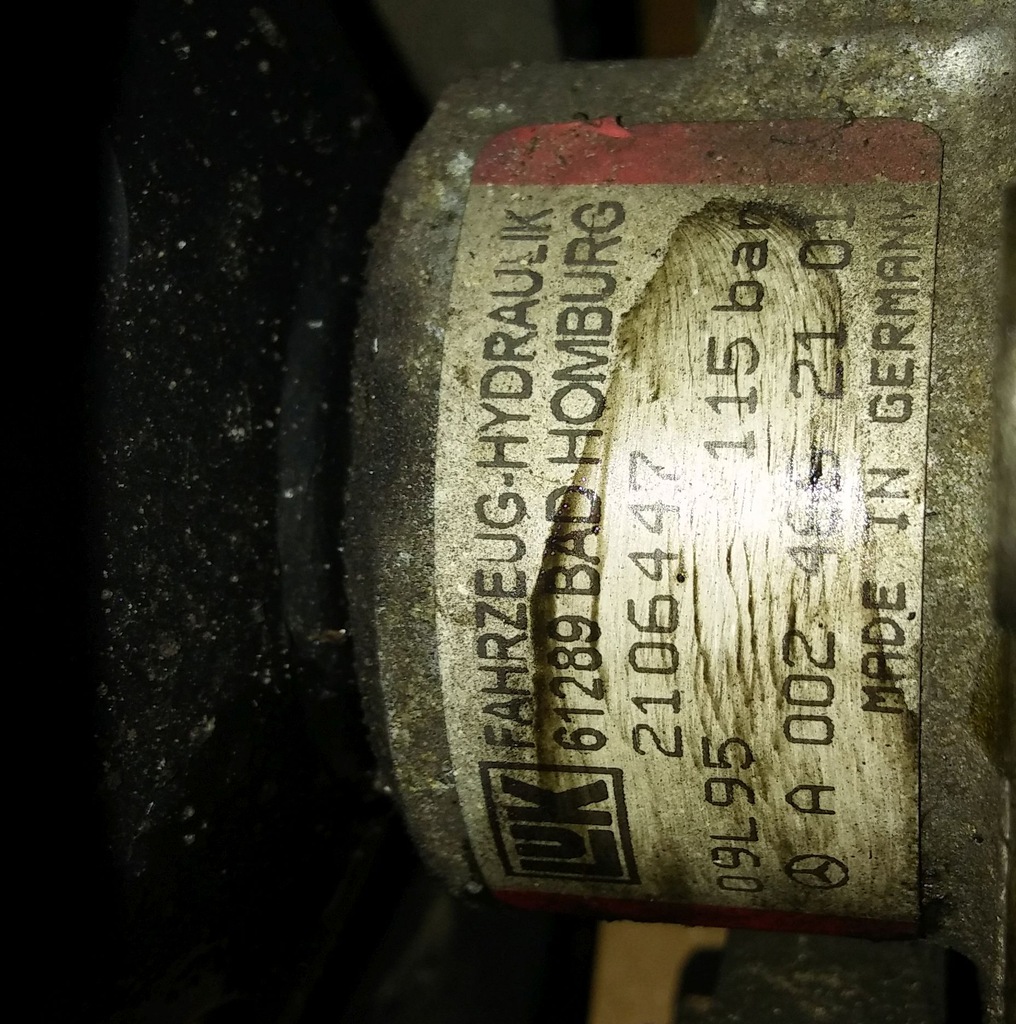 LUK FAHRZEUG-HYDRAULIK
61289 BAD HOMBURG
2106447
09L95 115 bar
A 002 466 21 01
MADE IN GERMANY